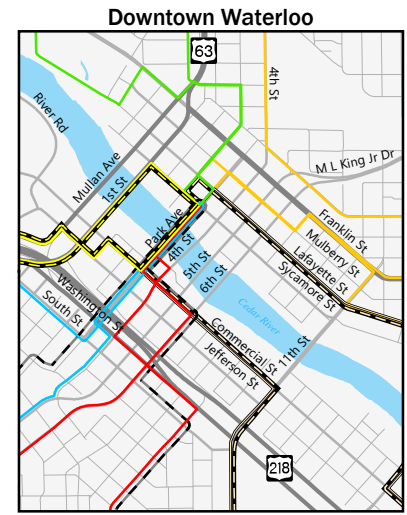 Downtown Waterloo
63
4th St
River Rd
Mullan Ave
1st St
M L King Jr Dr
Park Ave
4th St
5th St
6th St
Franklin St
Mulberry St
Lafayette St
Sycamore St
Cedar River
Washington St
South St
Commercial St
Jefferson St
11th St
218